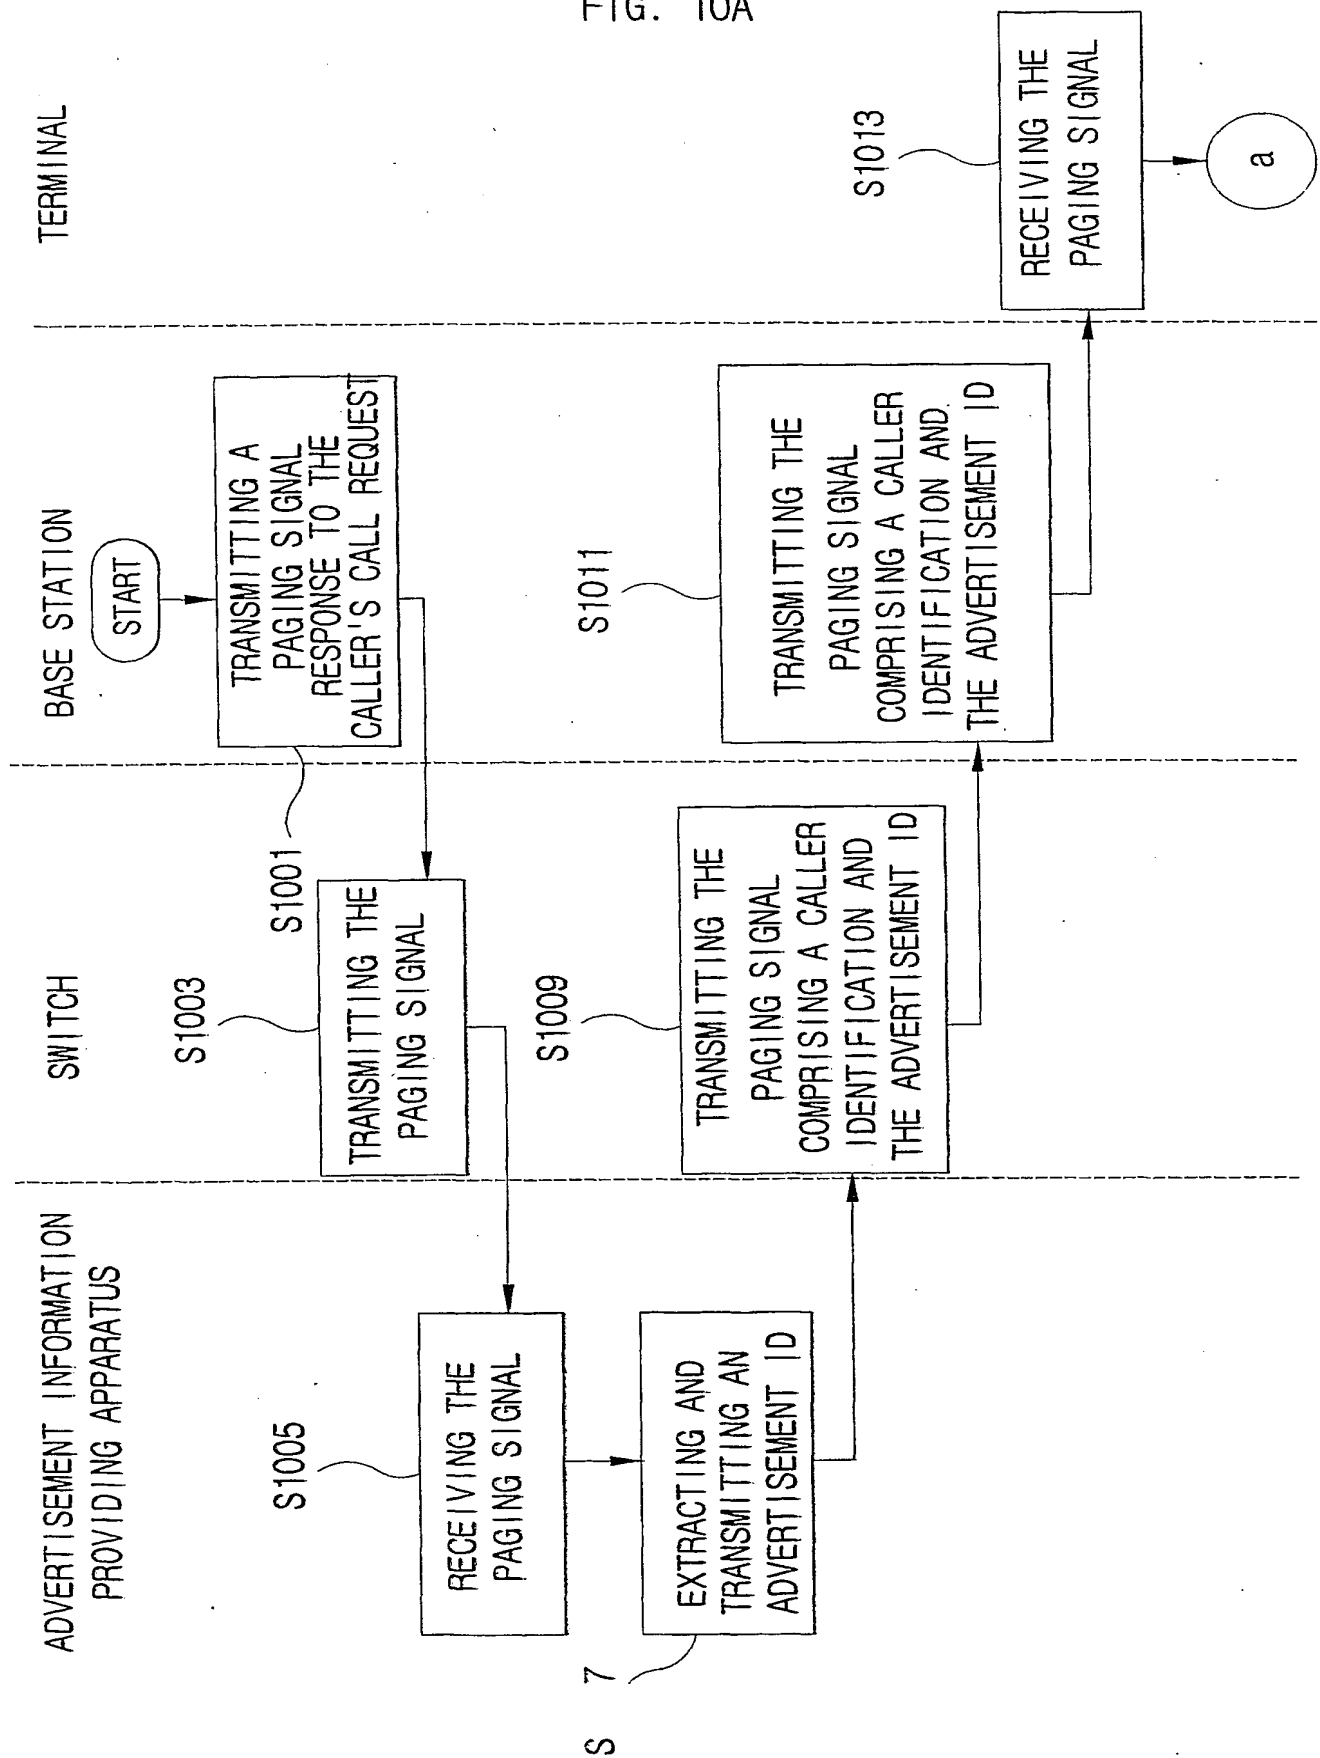 FIG. 10A
ADVERTISEMENT INFORMATION
PROVIDING APPARATUS
SWITCH
BASE STATION
TERMINAL
START
TRANSMITTING A
PAGING SIGNAL
RESPONSE TO THE
CALLER'S CALL REQUEST
S1001
S1003
TRANSMITTING THE
PAGING SIGNAL
S1005
RECEIVING THE
PAGING SIGNAL
S 7
EXTRACTING AND
TRANSMITTING AN
ADVERTISEMENT ID
S1009
TRANSMITTING THE
PAGING SIGNAL
COMPRISING A CALLER
IDENTIFICATION AND
THE ADVERTISEMENT ID
S1011
TRANSMITTING THE
PAGING SIGNAL
COMPRISING A CALLER
IDENTIFICATION AND.
THE ADVERTISEMENT ID
S1013
RECEIVING THE
PAGING SIGNAL
a